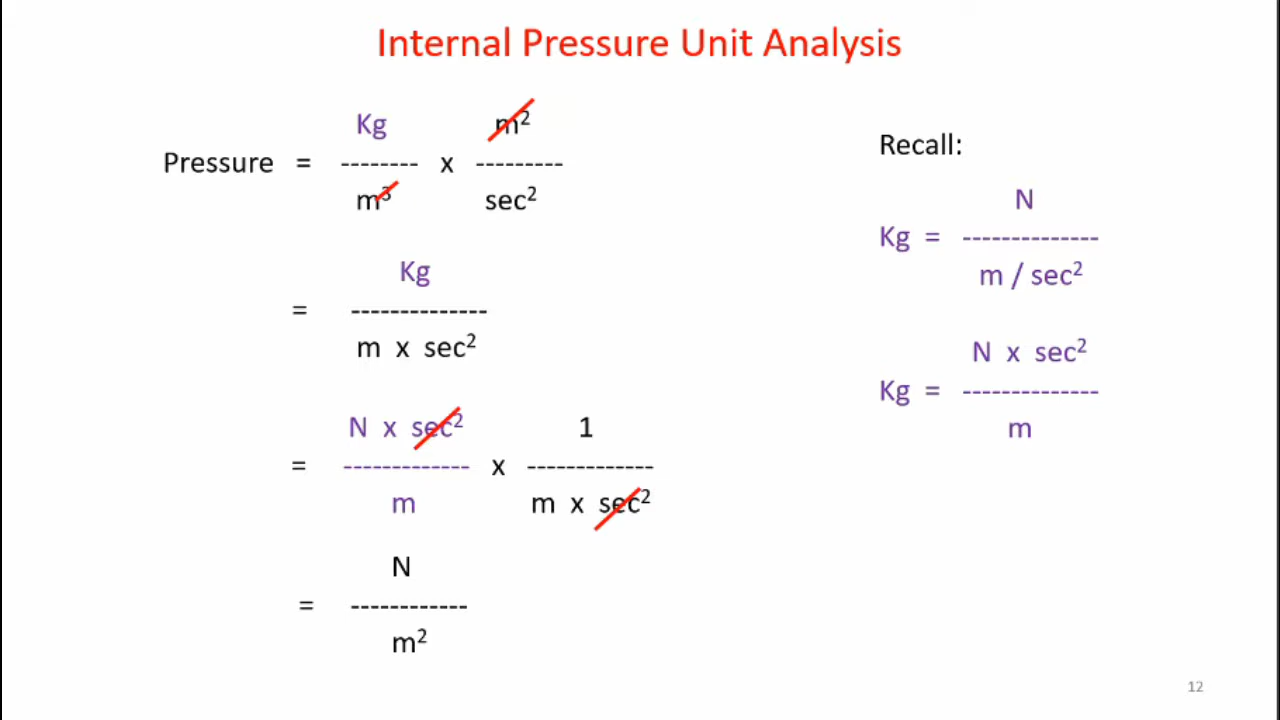 Internal Pressure Unit Analysis
Kg m²
Pressure = -------- x ---------
m³ sec²
Kg
= --------------
m x sec²
N x sec² 1
= ------------- x -------------
m m x sec²
N
= ------------
m²
Recall:
N
Kg = --------------
m / sec²
N x sec²
Kg = --------------
m
12